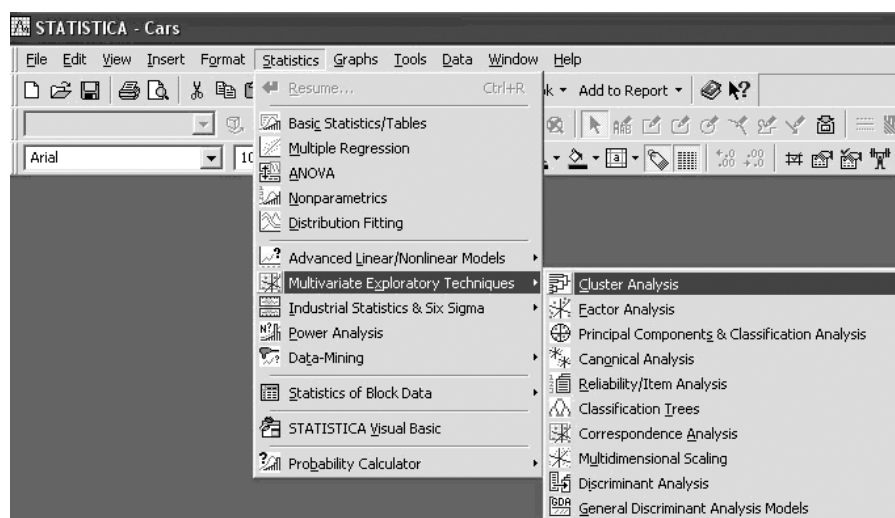 STATISTICA - Cars
File Edit View Insert Format Statistics Graphs Tools Data Window Help
Add to Report
Arial 10
Resume... Ctrl+R
Basic Statistics/Tables
Multiple Regression
ANOVA
Nonparametrics
Distribution Fitting
Advanced Linear/Nonlinear Models
Multivariate Exploratory Techniques
Industrial Statistics & Six Sigma
Power Analysis
Data-Mining
Statistics of Block Data
STATISTICA Visual Basic
Probability Calculator
Cluster Analysis
Factor Analysis
Principal Components & Classification Analysis
Canonical Analysis
Reliability/Item Analysis
Classification Trees
Correspondence Analysis
Multidimensional Scaling
Discriminant Analysis
General Discriminant Analysis Models